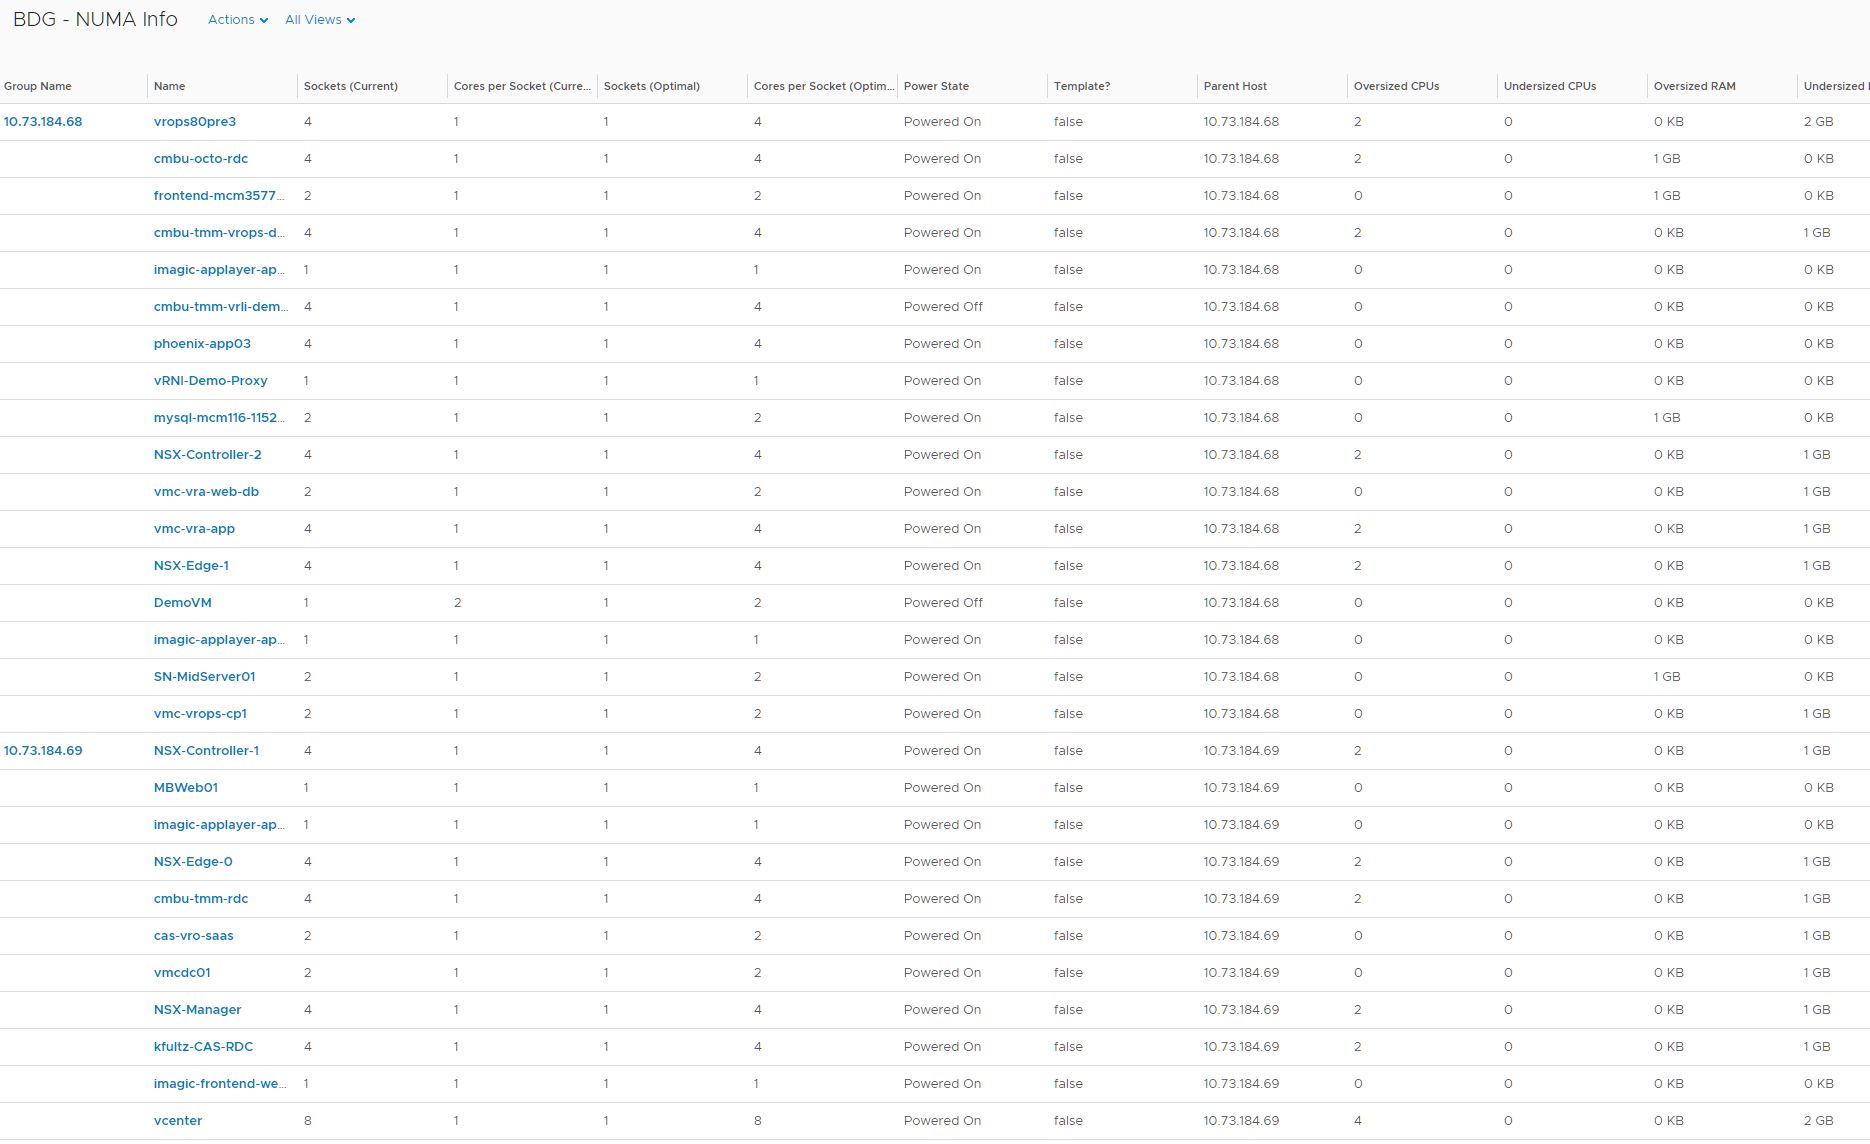 BDG - NUMA Info Actions All Views
Group Name Name Sockets (Current) Cores per Socket (Curre... Sockets (Optimal) Cores per Socket (Optim... Power State Template? Parent Host Oversized CPUs Undersized CPUs Oversized RAM Undersized
10.73.184.68 vrops80pre3 4 1 1 4 Powered On false 10.73.184.68 2 0 0 KB 2 GB
cmbu-octo-rdc 4 1 1 4 Powered On false 10.73.184.68 2 0 1 GB 0 KB
frontend-mcm3577... 2 1 1 2 Powered On false 10.73.184.68 0 0 1 GB 0 KB
cmbu-tmm-vrops-d... 4 1 1 4 Powered On false 10.73.184.68 2 0 0 KB 1 GB
imagic-applayer-ap... 1 1 1 1 Powered On false 10.73.184.68 0 0 0 KB 0 KB
cmbu-tmm-vrli-dem... 4 1 1 4 Powered Off false 10.73.184.68 0 0 0 KB 0 KB
phoenix-app03 4 1 1 4 Powered On false 10.73.184.68 0 0 0 KB 0 KB
vRNI-Demo-Proxy 1 1 1 1 Powered On false 10.73.184.68 0 0 0 KB 0 KB
mysql-mcm116-1152... 2 1 1 2 Powered On false 10.73.184.68 0 0 1 GB 0 KB
NSX-Controller-2 4 1 1 4 Powered On false 10.73.184.68 2 0 0 KB 1 GB
vmc-vra-web-db 2 1 1 2 Powered On false 10.73.184.68 0 0 0 KB 1 GB
vmc-vra-app 4 1 1 4 Powered On false 10.73.184.68 2 0 0 KB 1 GB
NSX-Edge-1 4 1 1 4 Powered On false 10.73.184.68 2 0 0 KB 1 GB
DemoVM 1 2 1 2 Powered Off false 10.73.184.68 0 0 0 KB 0 KB
imagic-applayer-ap... 1 1 1 1 Powered On false 10.73.184.68 0 0 0 KB 0 KB
SN-MidServer01 2 1 1 2 Powered On false 10.73.184.68 0 0 1 GB 0 KB
vmc-vrops-cp1 2 1 1 2 Powered On false 10.73.184.68 0 0 0 KB 1 GB
10.73.184.69 NSX-Controller-1 4 1 1 4 Powered On false 10.73.184.69 2 0 0 KB 1 GB
MBWeb01 1 1 1 1 Powered On false 10.73.184.69 0 0 0 KB 0 KB
imagic-applayer-ap... 1 1 1 1 Powered On false 10.73.184.69 0 0 0 KB 0 KB
NSX-Edge-0 4 1 1 4 Powered On false 10.73.184.69 2 0 0 KB 1 GB
cmbu-tmm-rdc 4 1 1 4 Powered On false 10.73.184.69 2 0 0 KB 1 GB
cas-vro-saas 2 1 1 2 Powered On false 10.73.184.69 0 0 0 KB 1 GB
vmcdc01 2 1 1 2 Powered On false 10.73.184.69 0 0 0 KB 1 GB
NSX-Manager 4 1 1 4 Powered On false 10.73.184.69 2 0 0 KB 1 GB
kfultz-CAS-RDC 4 1 1 4 Powered On false 10.73.184.69 2 0 0 KB 1 GB
imagic-frontend-we... 1 1 1 1 Powered On false 10.73.184.69 0 0 0 KB 0 KB
vcenter 8 1 1 8 Powered On false 10.73.184.69 4 0 0 KB 2 GB